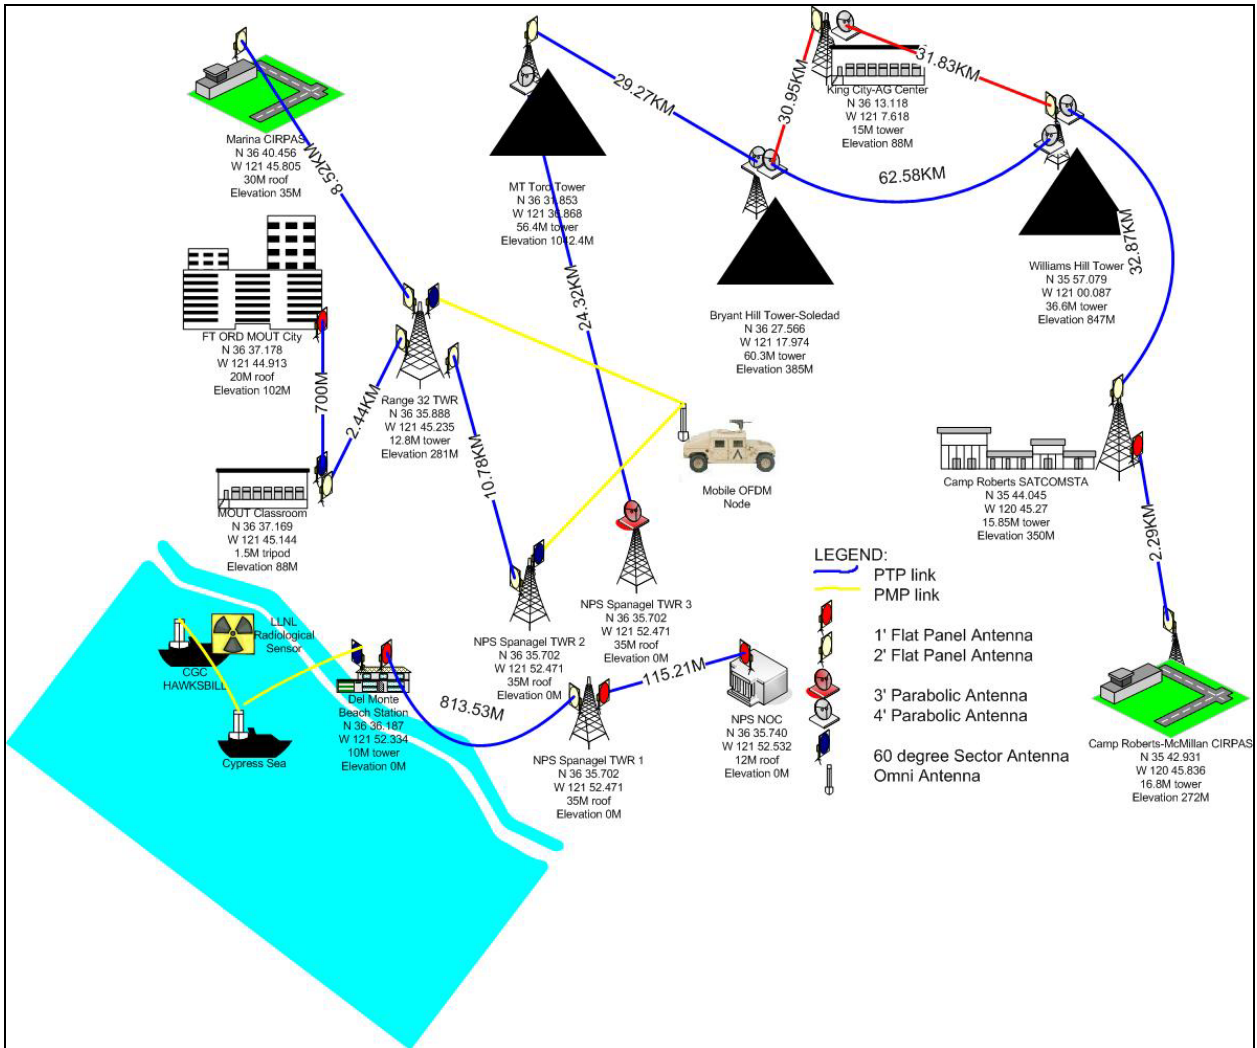 Marina CIRPAS
N 36 40.456
W 121 45.805
30M roof
Elevation 35M
8.52KM
FT ORD MOUT City
N 36 37.178
W 121 44.913
20M roof
Elevation 102M
700M
2.44KM
MOUT Classroom
N 36 37.169
W 121 45.144
1.5M tripod
Elevation 88M
Range 32 TWR
N 36 35.888
W 121 45.235
12.8M tower
Elevation 281M
10.78KM
MT Toro Tower
N 36 31.853
W 121 36.868
56.4M tower
Elevation 1042.4M
29.27KM
24.32KM
30.95KM
31.83KM
King City-AG Center
N 36 13.118
W 121 7.618
15M tower
Elevation 88M
62.58KM
Bryant Hill Tower-Soledad
N 36 27.566
W 121 17.974
60.3M tower
Elevation 385M
32.87KM
Williams Hill Tower
N 35 57.079
W 121 00.087
36.6M tower
Elevation 847M
Mobile OFDM
Node
Camp Roberts SATCOMSTA
N 35 44.045
W 120 45.27
15.85M tower
Elevation 350M
2.29KM
Camp Roberts-McMillan CIRPAS
N 35 42.931
W 120 45.836
16.8M tower
Elevation 272M
NPS Spanagel TWR 3
N 36 35.702
W 121 52.471
35M roof
Elevation 0M
NPS Spanagel TWR 2
N 36 35.702
W 121 52.471
35M roof
Elevation 0M
115.21M
NPS NOC
N 36 35.740
W 121 52.532
12M roof
Elevation 0M
NPS Spanagel TWR 1
N 36 35.702
W 121 52.471
35M roof
Elevation 0M
813.53M
LLNL
Radiological
Sensor
CGC
HAWKSBILL
Cypress Sea
Del Monte
Beach Station
N 36 36.187
W 121 52.334
10M tower
Elevation 0M
LEGEND:
PTP link
PMP link
1' Flat Panel Antenna
2' Flat Panel Antenna
3' Parabolic Antenna
4' Parabolic Antenna
60 degree Sector Antenna
Omni Antenna